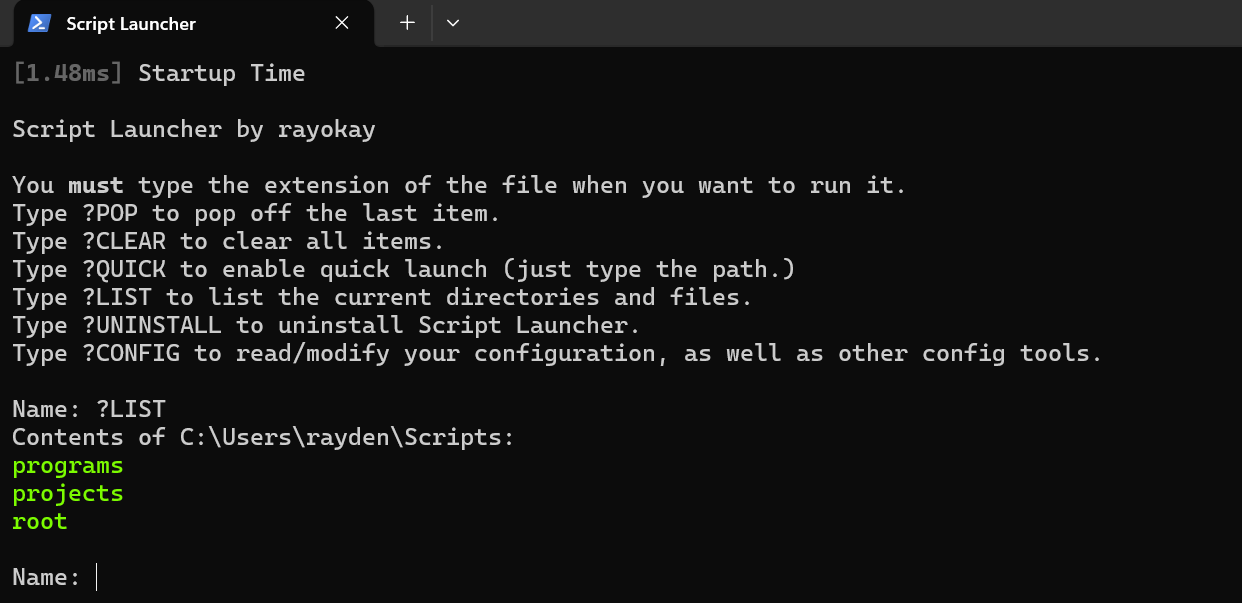 Script Launcher
[1.48ms] Startup Time
Script Launcher by rayokay
You must type the extension of the file when you want to run it.
Type ?POP to pop off the last item.
Type ?CLEAR to clear all items.
Type ?QUICK to enable quick launch (just type the path.)
Type ?LIST to list the current directories and files.
Type ?UNINSTALL to uninstall Script Launcher.
Type ?CONFIG to read/modify your configuration, as well as other config tools.
Name: ?LIST
Contents of C:\Users\rayden\Scripts:
programs
projects
root
Name: